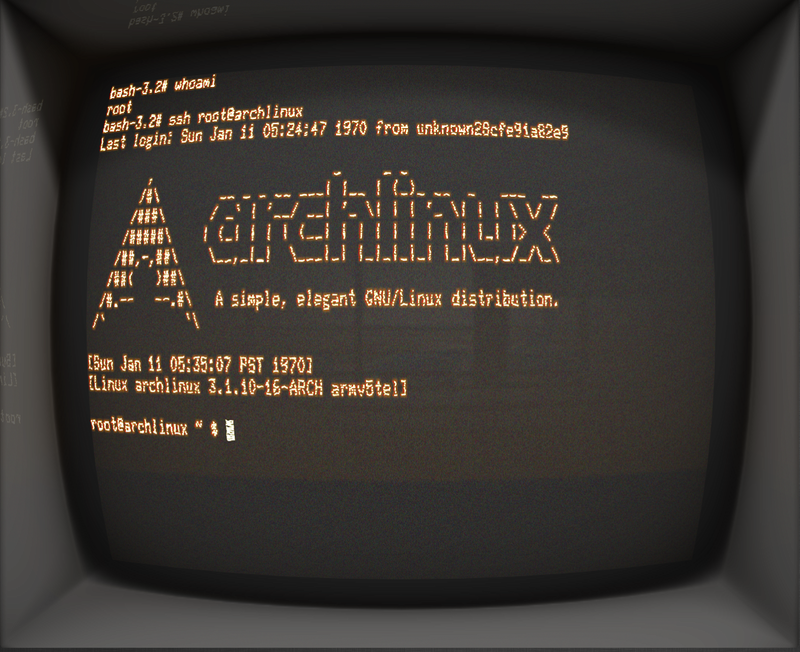 bash-3.2# whoami
root
bash-3.2# ssh root@archlinux
Last login: Sun Jan 11 05:24:47 1970 from unknown28cfe91a82e9
archlinux
A simple, elegant GNU/Linux distribution.
[Sun Jan 11 05:35:07 PST 1970]
[Linux archlinux 3.1.10-16-ARCH armv5tel]
root@archlinux ~ $